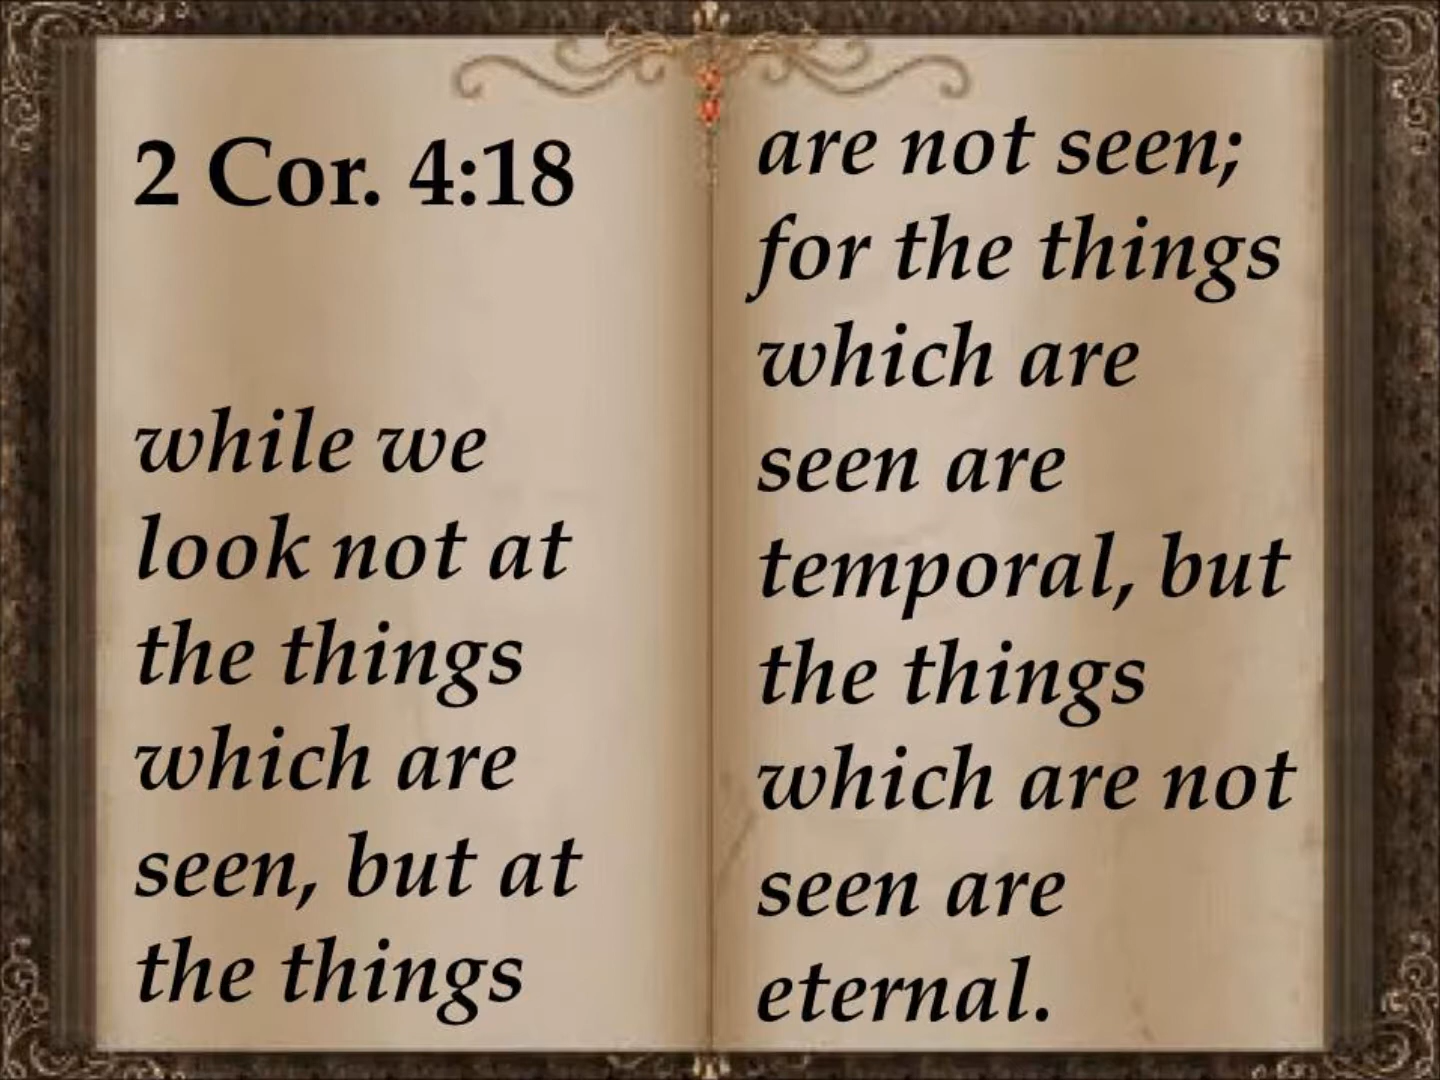 2 Cor. 4:18
while we
look not at
the things
which are
seen, but at
the things
are not seen;
for the things
which are
seen are
temporal, but
the things
which are not
seen are
eternal.